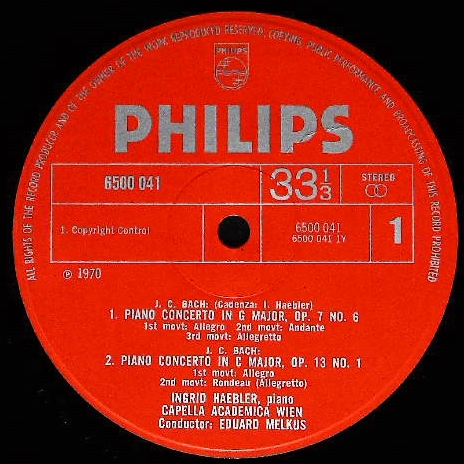 ALL RIGHTS OF THE RECORD PRODUCER AND OF THE OWNER OF THE WORK REPRODUCED RESERVED, COPYING, PUBLIC PERFORMANCE AND BROADCASTING OF THIS RECORD PROHIBITED
PHILIPS
PHILIPS
6500 041
33 1/3
STEREO
1. Copyright Control
6500 041
6500 041 1Y
1
℗ 1970
J. C. BACH: (Cadenza: I. Haebler)
1. PIANO CONCERTO IN G MAJOR, OP. 7 NO. 6
1st movt: Allegro 2nd movt: Andante
3rd movt: Allegretto
J. C. BACH:
2. PIANO CONCERTO IN C MAJOR, OP. 13 NO. 1
1st movt: Allegro
2nd movt: Rondeau (Allegretto)
INGRID HAEBLER, piano
CAPELLA ACADEMICA WIEN
Conductor: EDUARD MELKUS